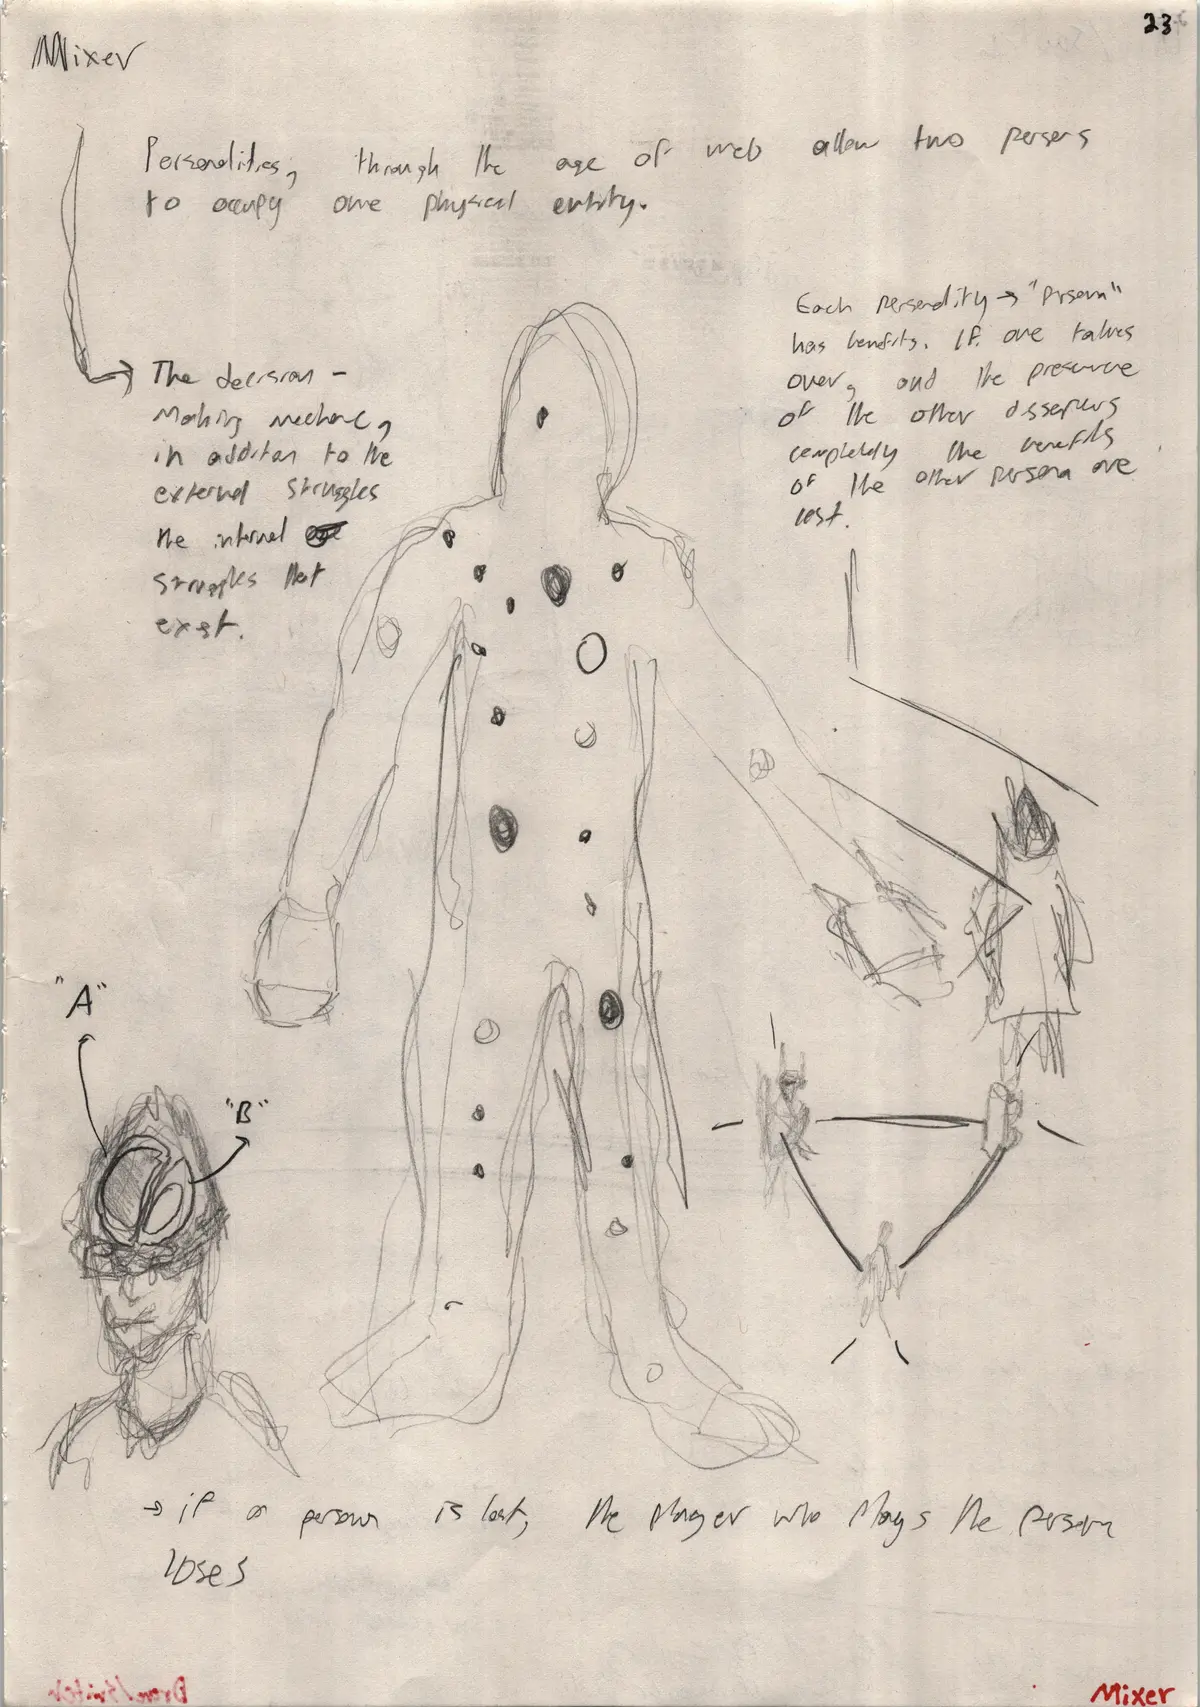 Mixer
23
Personalities, through the age of web allow two persons
to occupy one physical entity.
Each personality → "persona"
has benefits. If one takes
over, and the presence
of the other dissapears
completely the benefits
of the other persona are
lost.
The decision -
making mechanic,
in addition to the
external struggles
the internal
struggles that
exist.
"A"
"B"
→ if a persona is lost, the player who plays the persona
loses
Mixer